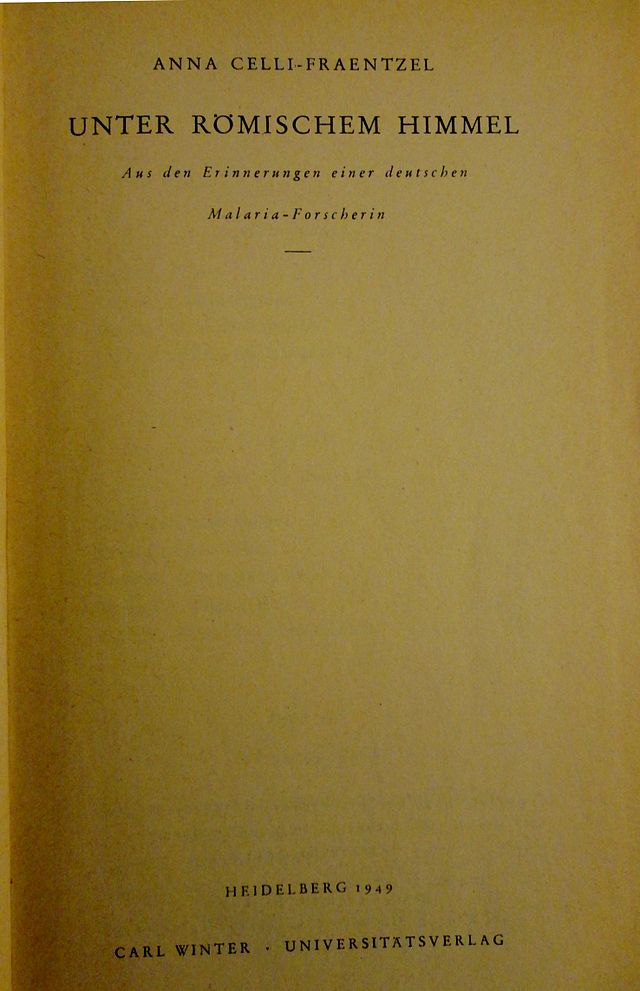 ANNA CELLI-FRAENTZEL
UNTER RÖMISCHEM HIMMEL
Aus den Erinnerungen einer deutschen
Malaria-Forscherin
HEIDELBERG 1949
CARL WINTER · UNIVERSITÄTSVERLAG